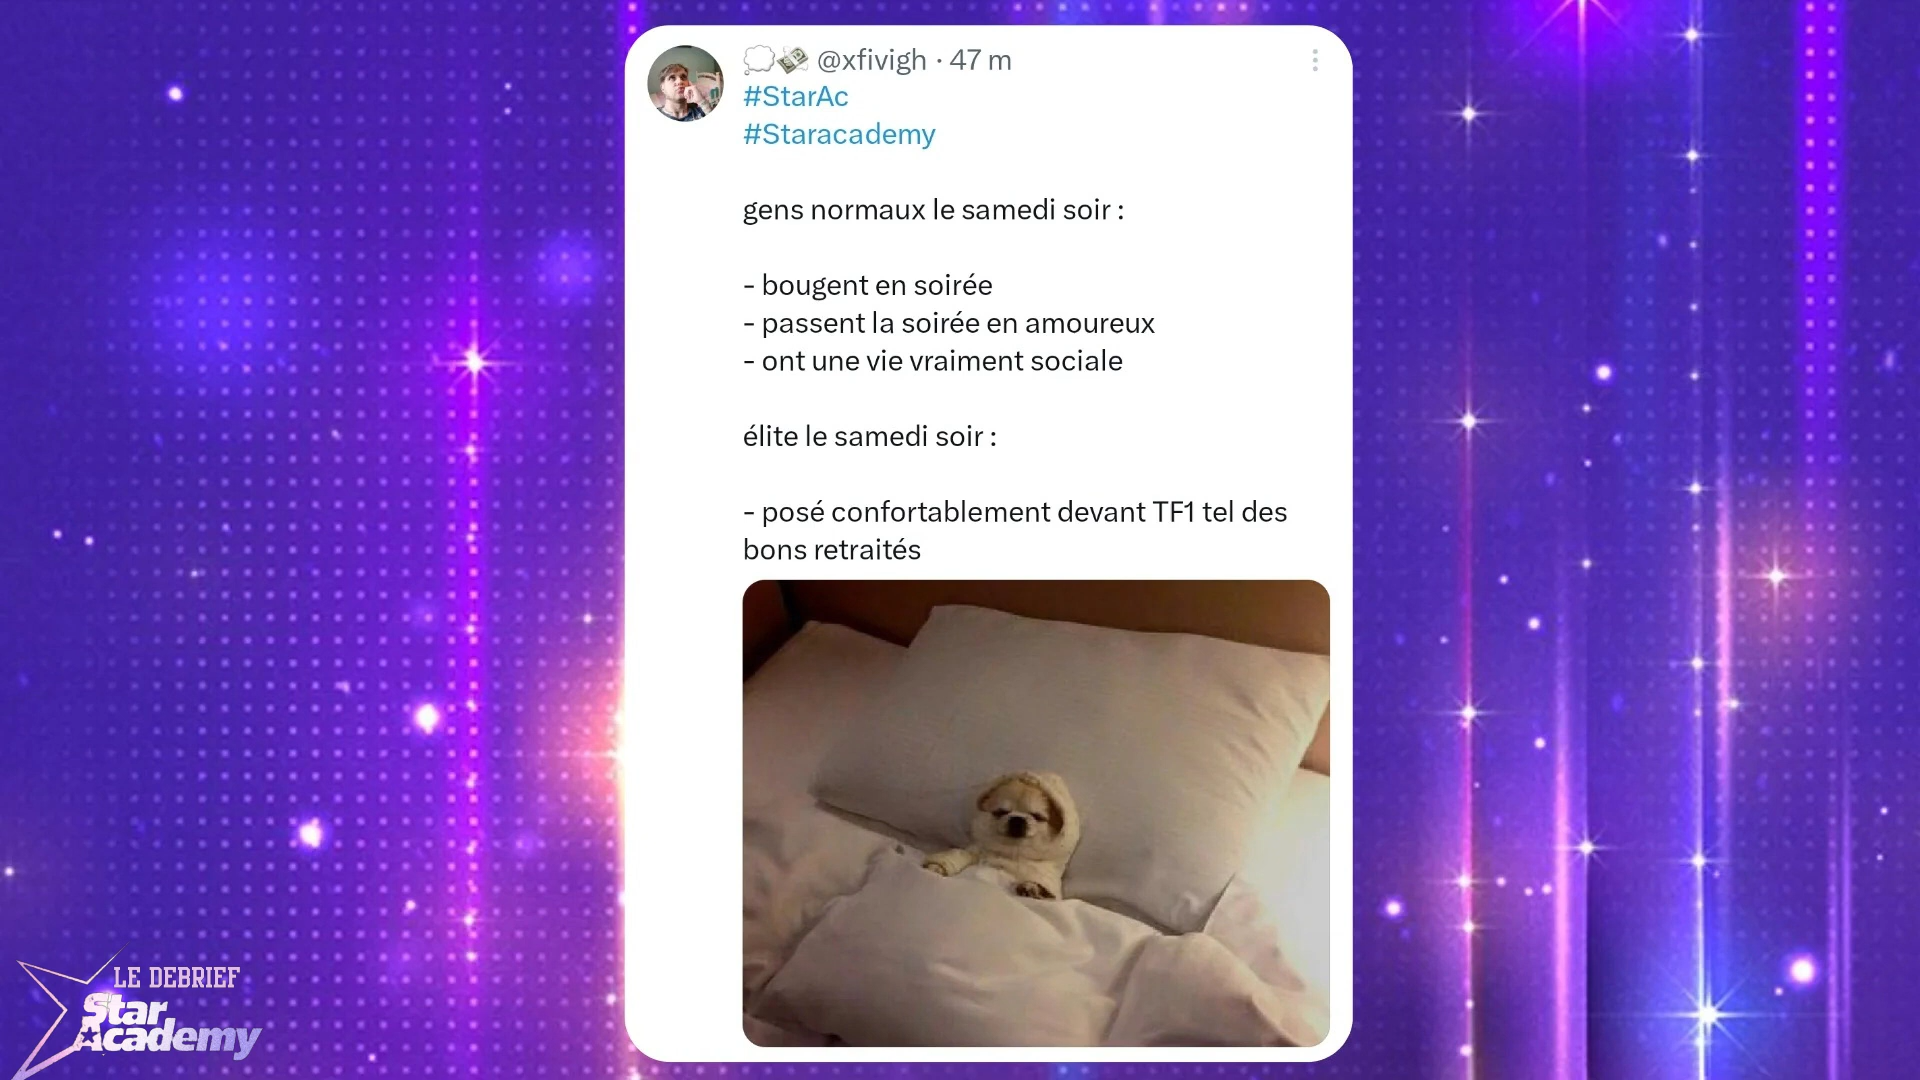 💭💸 @xfivigh · 47 m
#StarAc
#Staracademy
gens normaux le samedi soir :
- bougent en soirée
- passent la soirée en amoureux
- ont une vie vraiment sociale
élite le samedi soir :
- posé confortablement devant TF1 tel des
bons retraités
LE DEBRIEF
Star
Academy